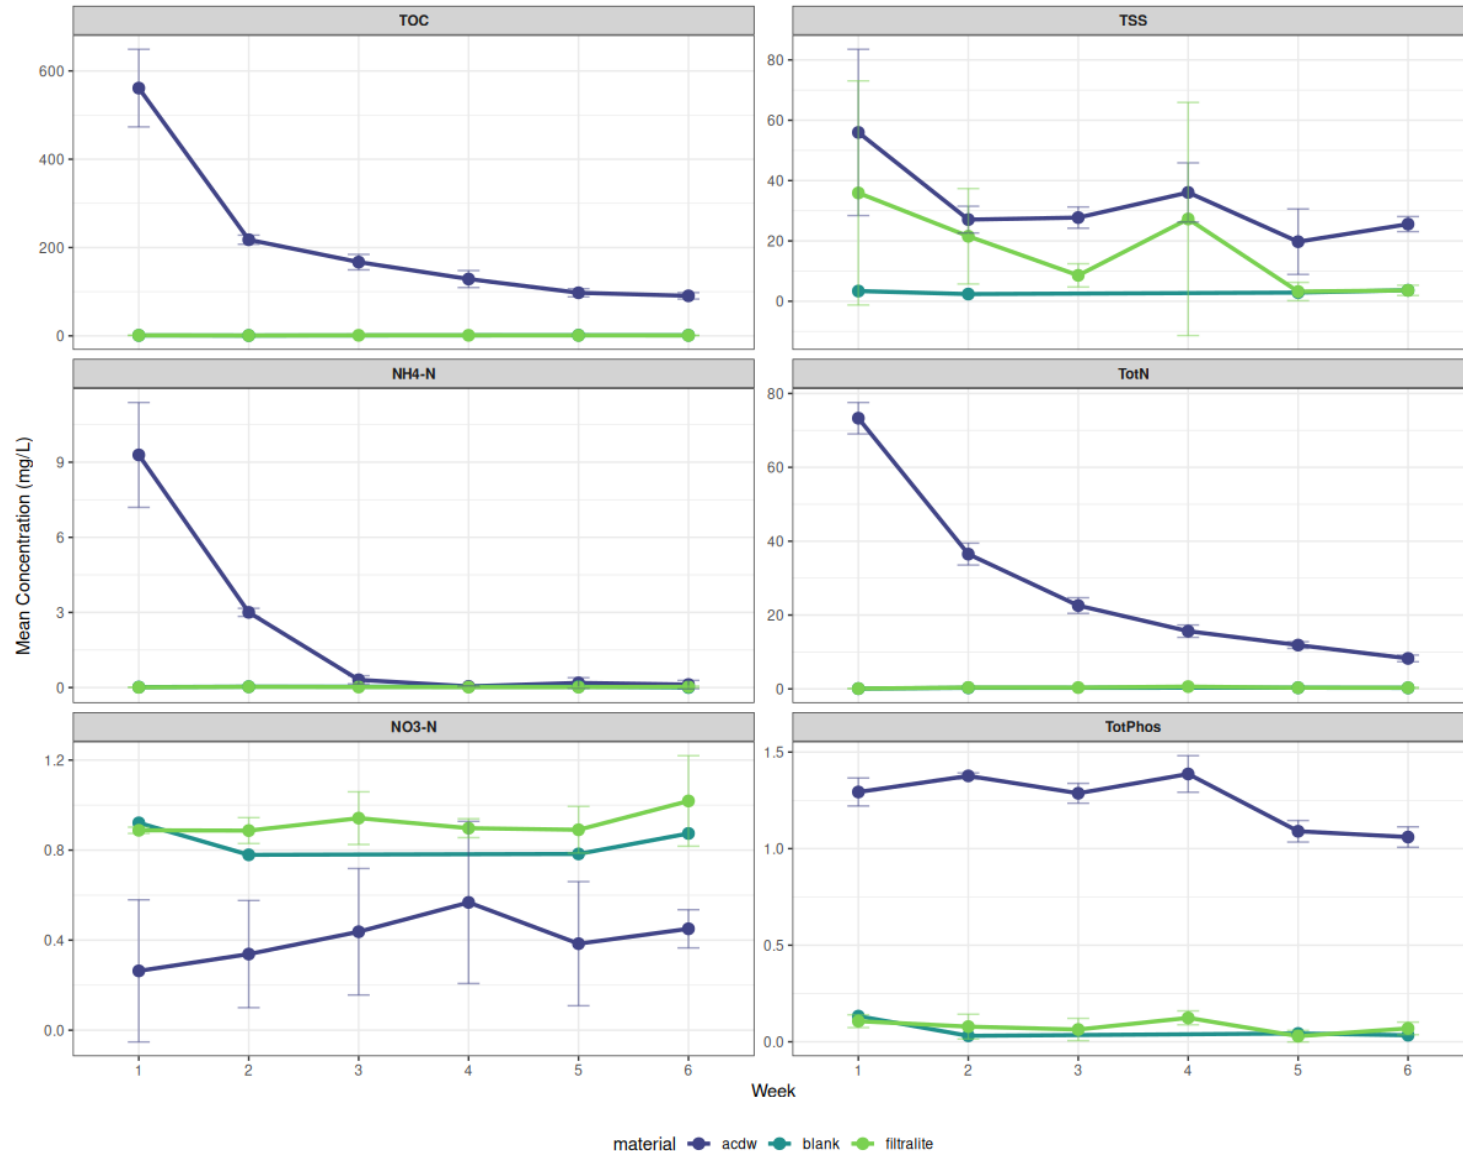 TOC
TSS
600
400
200
0
80
60
40
20
0
NH4-N
TotN
9
6
3
0
80
60
40
20
0
NO3-N
TotPhos
1.2
0.8
0.4
0.0
1.5
1.0
0.5
0.0
1 2 3 4 5 6
1 2 3 4 5 6
Mean Concentration (mg/L)
Week
material acdw blank filtralite